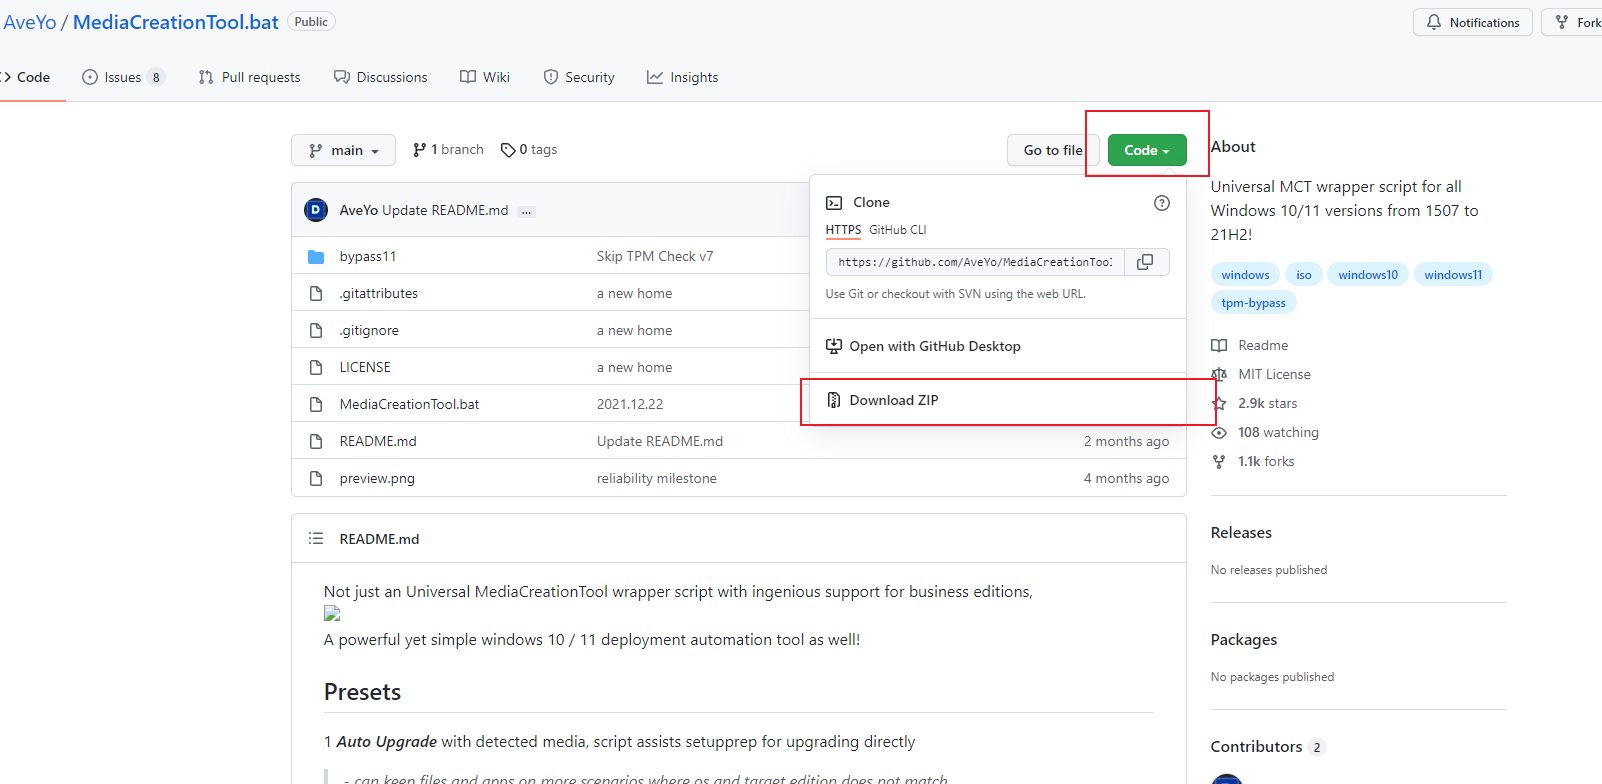 AveYo / MediaCreationTool.bat Public
Notifications
Fork
Code
Issues 8
Pull requests
Discussions
Wiki
Security
Insights
main
1 branch
0 tags
Go to file
Code
AveYo Update README.md ...
bypass11 Skip TPM Check v7
.gitattributes a new home
.gitignore a new home
LICENSE a new home
MediaCreationTool.bat 2021.12.22
README.md Update README.md 2 months ago
preview.png reliability milestone 4 months ago
Clone
HTTPS GitHub CLI
https://github.com/AveYo/MediaCreationTool
Use Git or checkout with SVN using the web URL.
Open with GitHub Desktop
Download ZIP
README.md
Not just an Universal MediaCreationTool wrapper script with ingenious support for business editions,
A powerful yet simple windows 10 / 11 deployment automation tool as well!
Presets
1 Auto Upgrade with detected media, script assists setupprep for upgrading directly
- can keep files and apps on more scenarios where os and target edition does not match
About
Universal MCT wrapper script for all
Windows 10/11 versions from 1507 to
21H2!
windows iso windows10 windows11
tpm-bypass
Readme
MIT License
2.9k stars
108 watching
1.1k forks
Releases
No releases published
Packages
No packages published
Contributors 2